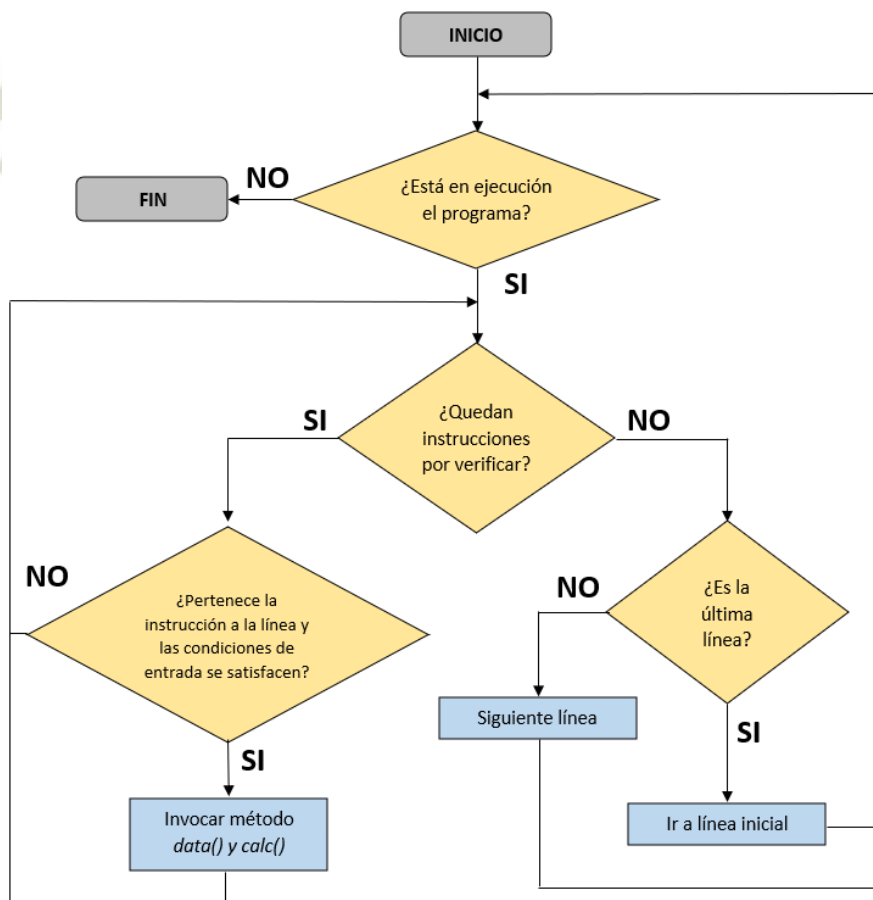 INICIO
¿Está en ejecución
el programa?
NO
FIN
SI
¿Quedan
instrucciones
por verificar?
SI
NO
¿Pertenece la
instrucción a la línea y
las condiciones de
entrada se satisfacen?
NO
SI
Invocar método
data() y calc()
¿Es la
última
línea?
NO
Siguiente línea
SI
Ir a línea inicial